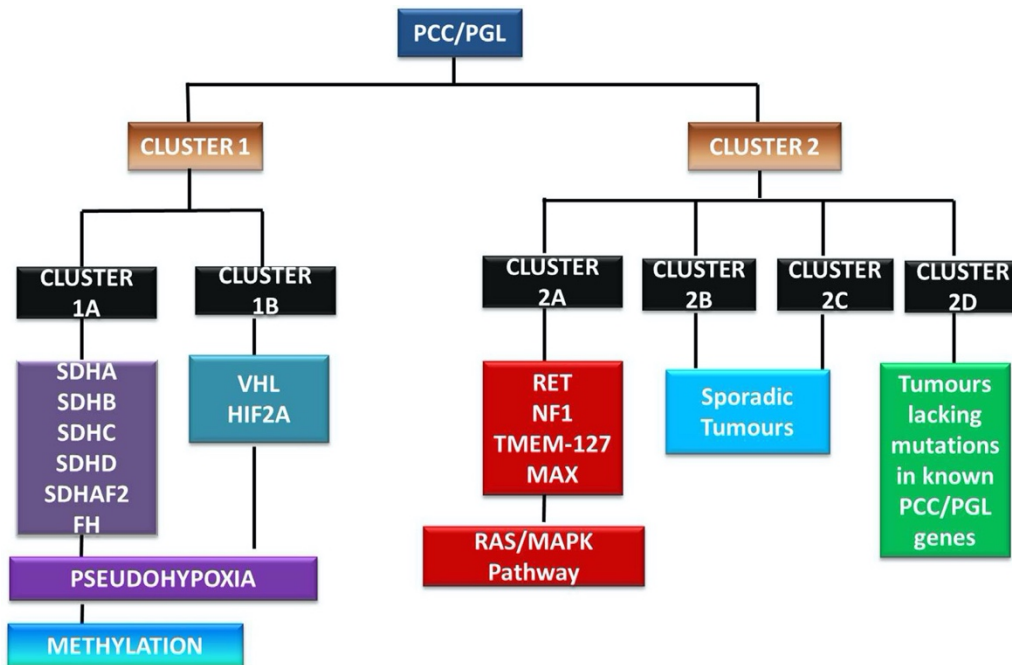 PCC/PGL
CLUSTER 1
CLUSTER 2
CLUSTER
1A
CLUSTER
1B
CLUSTER
2A
CLUSTER
2B
CLUSTER
2C
CLUSTER
2D
SDHA
SDHB
SDHC
SDHD
SDHAF2
FH
VHL
HIF2A
RET
NF1
TMEM-127
MAX
Sporadic
Tumours
Tumours
lacking
mutations
in known
PCC/PGL
genes
RAS/MAPK
Pathway
PSEUDOHYPOXIA
METHYLATION